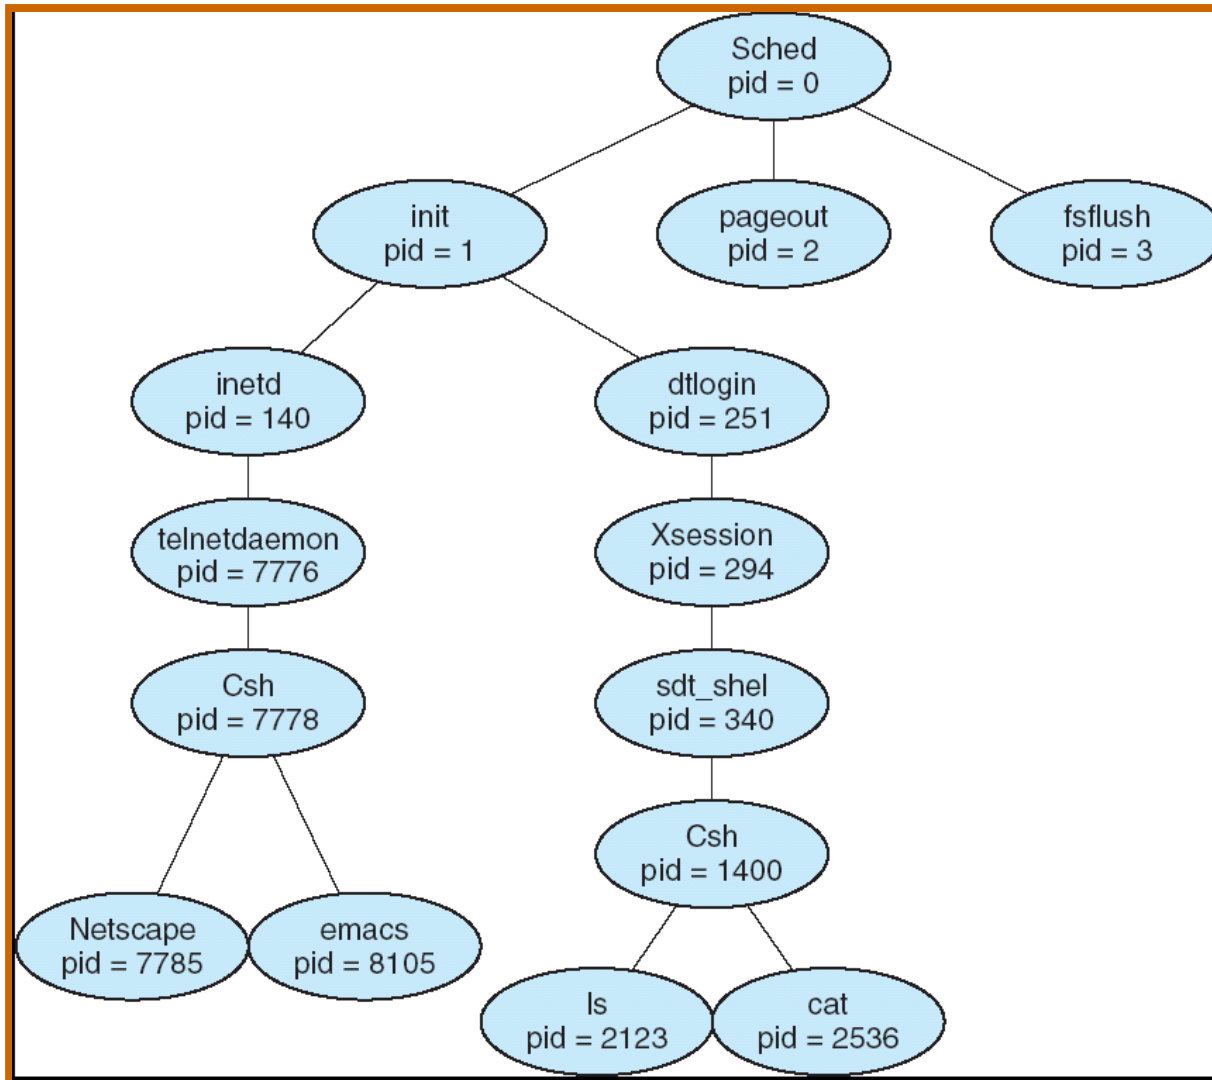 Sched
pid = 0
init
pid = 1
pageout
pid = 2
fsflush
pid = 3
inetd
pid = 140
dtlogin
pid = 251
telnetdaemon
pid = 7776
Xsession
pid = 294
Csh
pid = 7778
sdt_shel
pid = 340
Csh
pid = 1400
Netscape
pid = 7785
emacs
pid = 8105
ls
pid = 2123
cat
pid = 2536